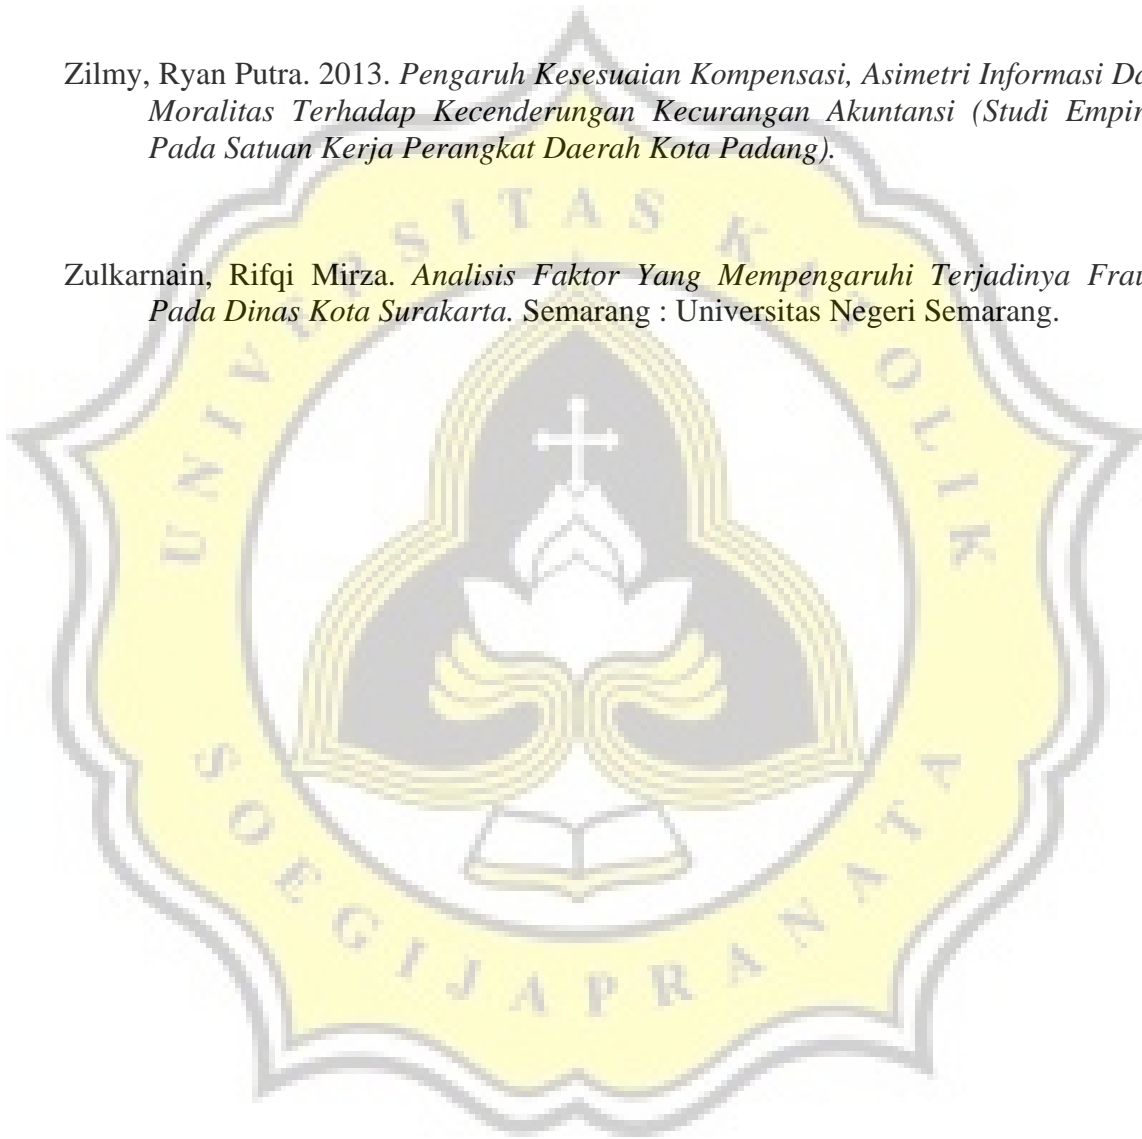 Zilmy, Ryan Putra. 2013. Pengaruh Kesesuaian Kompensasi, Asimetri Informasi Da
Moralitas Terhadap Kecenderungan Kecurangan Akuntansi (Studi Empir
Pada Satuan Kerja Perangkat Daerah Kota Padang).
Zulkarnain, Rifqi Mirza. Analisis Faktor Yang Mempengaruhi Terjadinya Frau
Pada Dinas Kota Surakarta. Semarang : Universitas Negeri Semarang.
UNIVERSITAS KATOLIK
SOEGIJAPRANATA